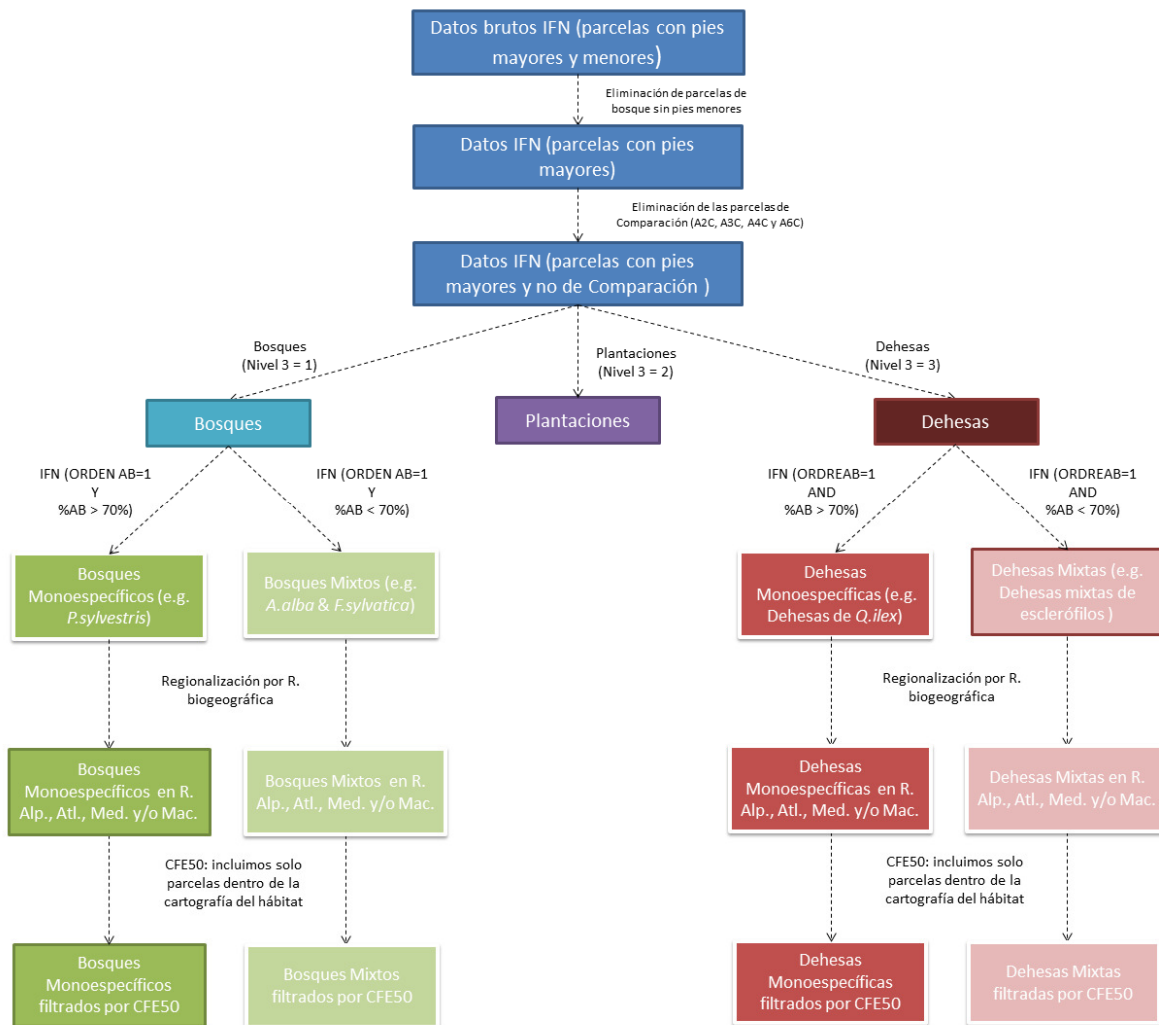 Datos brutos IFN (parcelas con pies
mayores y menores)
Eliminación de parcelas de
bosque sin pies menores
Datos IFN (parcelas con pies
mayores)
Eliminación de las parcelas de
Comparación (A2C, A3C, A4C y A6C)
Datos IFN (parcelas con pies
mayores y no de Comparación )
Bosques
(Nivel 3 = 1)
Plantaciones
(Nivel 3 = 2)
Dehesas
(Nivel 3 = 3)
Bosques
Plantaciones
Dehesas
IFN (ORDEN AB=1
Y
%AB > 70%)
IFN (ORDEN AB=1
Y
%AB < 70%)
IFN (ORDREAB=1
AND
%AB > 70%)
IFN (ORDREAB=1
AND
%AB < 70%)
Bosques
Monoespecíficos (e.g.
P.sylvestris)
Bosques Mixtos (e.g.
A.alba & F.sylvatica)
Dehesas
Monoespecíficas (e.g.
Dehesas de Q.ilex)
Dehesas Mixtas (e.g.
Dehesas mixtas de
esclerófilos )
Regionalización por R.
biogeográfica
Regionalización por R.
biogeográfica
Bosques
Monoespecíficos en R.
Alp., Atl., Med. y/o Mac.
Bosques Mixtos en R.
Alp., Atl., Med. y/o Mac.
Dehesas
Monoespecíficas en R.
Alp., Atl., Med. y/o Mac.
Dehesas Mixtas en R.
Alp., Atl., Med. y/o Mac.
CFE50: incluimos solo
parcelas dentro de la
cartografía del hábitat
CFE50: incluimos solo
parcelas dentro de la
cartografía del hábitat
Bosques
Monoespecíficos
filtrados por CFE50
Bosques Mixtos
filtrados por CFE50
Dehesas
Monoespecíficas
filtrados por CFE50
Dehesas Mixtas
filtradas por CFE50